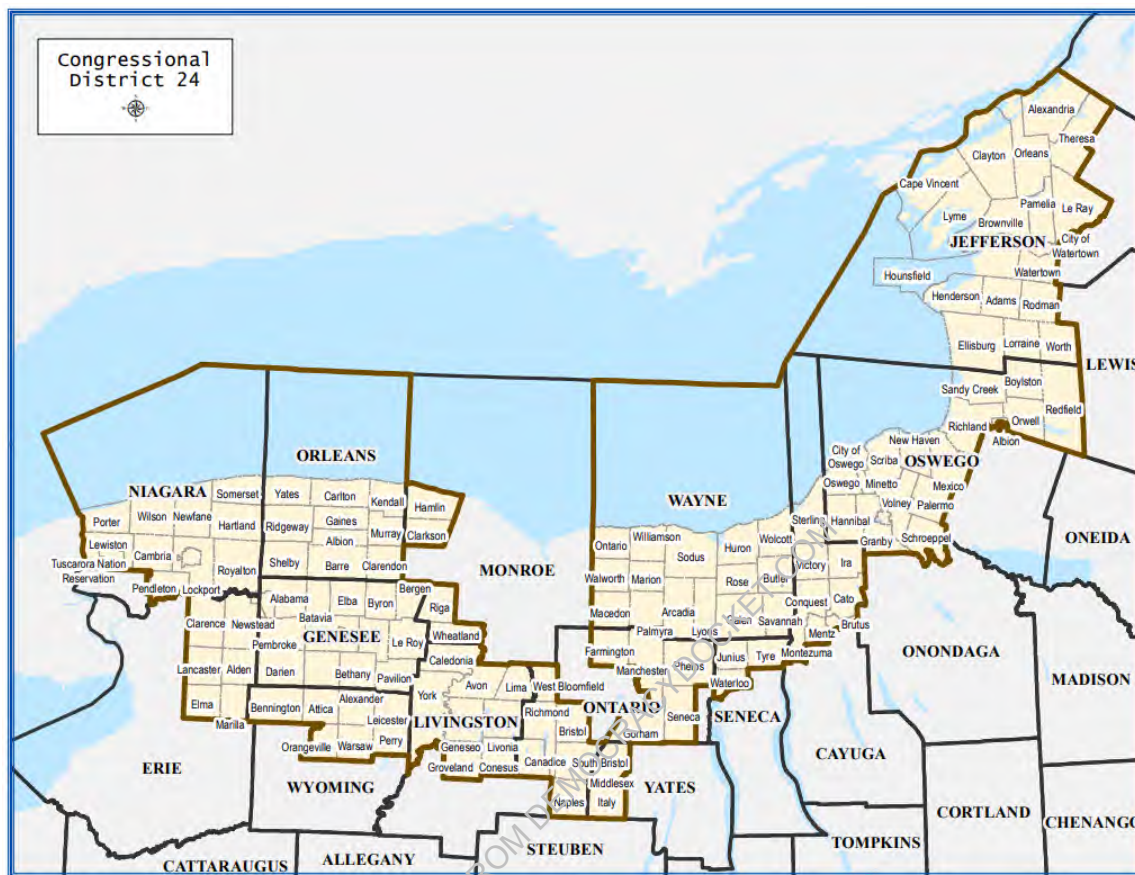 Congressional
District 24
Alexandria
Theresa
Clayton
Orleans
Cape Vincent
Pamelia
Le Ray
Lyme
Brownville
JEFFERSON
City of
Watertown
Hounsfield
Watertown
Henderson
Adams
Rodman
Ellisburg
Lorraine
Worth
LEWIS
Sandy Creek
Boylston
Redfield
Richland
Orwell
Albion
New Haven
City of
Oswego
Scriba
OSWEGO
Oswego
Minetto
Mexico
Volney
Palermo
Sterling
Hannibal
Granby
Schroeppel
ONEIDA
ORLEANS
NIAGARA
Somerset
Yates
Carlton
Kendall
Hamlin
Porter
Wilson
Newfane
Hartland
Ridgeway
Gaines
Murray
Clarkson
Lewiston
Cambria
Albion
Tuscarora Nation
Reservation
Royalton
Shelby
Barre
Clarendon
Pendleton
Lockport
MONROE
WAYNE
Ontario
Williamson
Sodus
Huron
Wolcott
Walworth
Marion
Rose
Butler
Victory
Ira
Macedon
Arcadia
Conquest
Cato
Palmyra
Lyons
Galen
Savannah
Mentz
Brutus
Montezuma
Farmington
Manchester
Phelps
Junius
Tyre
Waterloo
ONONDAGA
MADISON
Alabama
Elba
Byron
Bergen
Riga
Clarence
Newstead
Batavia
GENESEE
Pembroke
Le Roy
Wheatland
Caledonia
Lancaster
Alden
Darien
Bethany
Pavilion
York
Avon
Lima
West Bloomfield
Elma
Marilla
Bennington
Attica
Alexander
Leicester
LIVINGSTON
Richmond
ONTARIO
Seneca
SENECA
Bristol
Gorham
Orangeville
Warsaw
Perry
Geneseo
Livonia
Groveland
Conesus
Canadice
South Bristol
Middlesex
YATES
Naples
Italy
CAYUGA
ERIE
WYOMING
CORTLAND
CHENANGO
TOMPKINS
STEUBEN
ALLEGANY
CATTARAUGUS
ROM DEMOCRACYDOCKET.COM